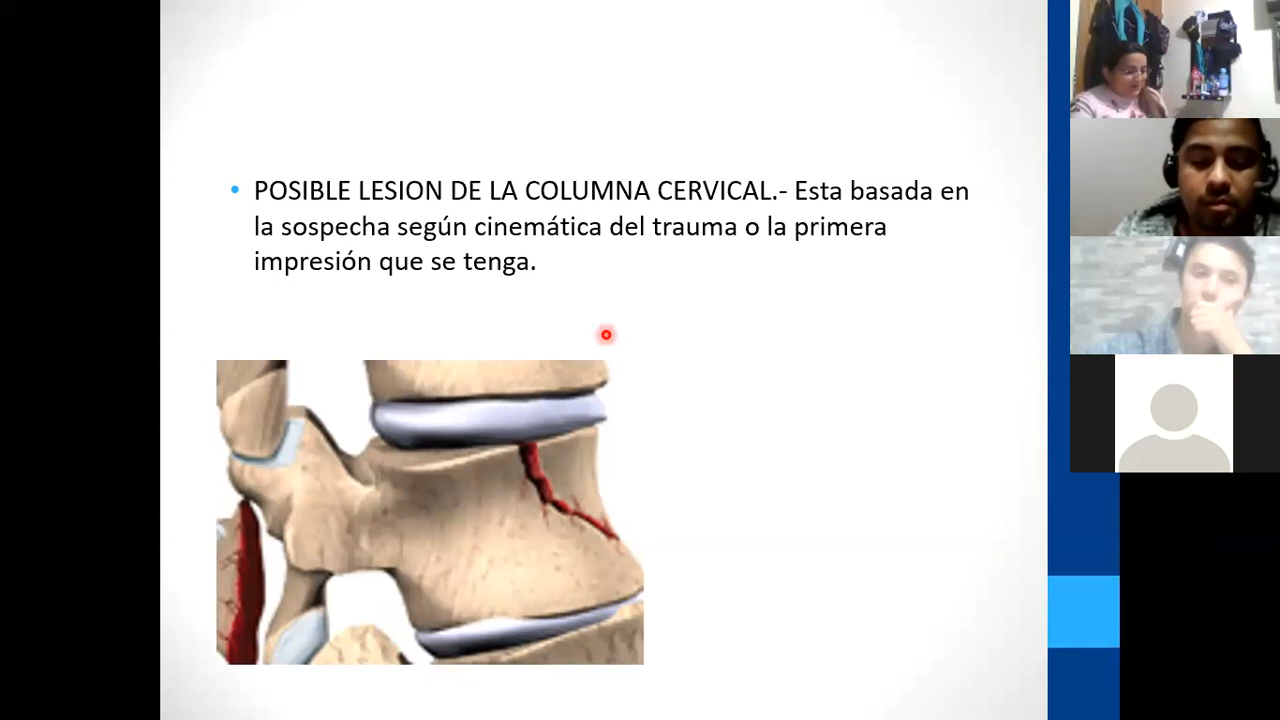 POSIBLE LESION DE LA COLUMNA CERVICAL.- Esta basada en
la sospecha según cinemática del trauma o la primera
impresión que se tenga.